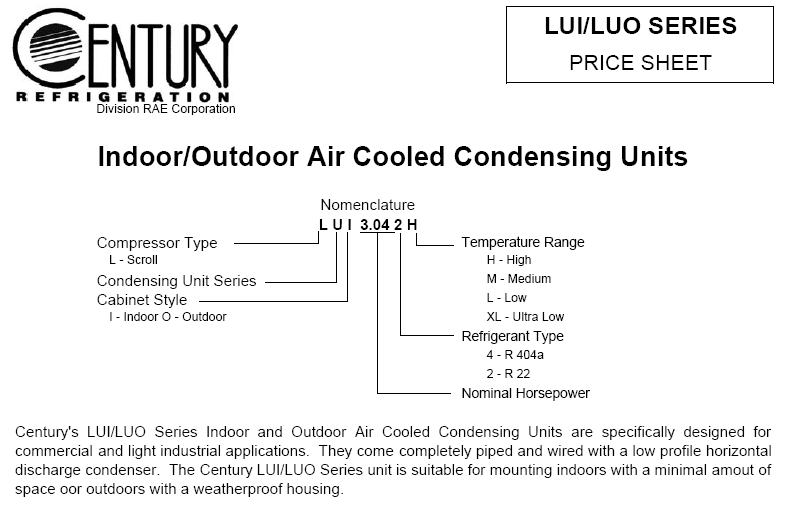 CENTURY
REFRIGERATION
Division RAE Corporation
LUI/LUO SERIES
PRICE SHEET
Indoor/Outdoor Air Cooled Condensing Units
Nomenclature
L U I 3.04 2 H
Compressor Type
L - Scroll
Condensing Unit Series
Cabinet Style
I - Indoor O - Outdoor
Temperature Range
H - High
M - Medium
L - Low
XL - Ultra Low
Refrigerant Type
4 - R 404a
2 - R 22
Nominal Horsepower
Century's LUI/LUO Series Indoor and Outdoor Air Cooled Condensing Units are specifically designed for
commercial and light industrial applications. They come completely piped and wired with a low profile horizontal
discharge condenser. The Century LUI/LUO Series unit is suitable for mounting indoors with a minimal amout of
space oor outdoors with a weatherproof housing.